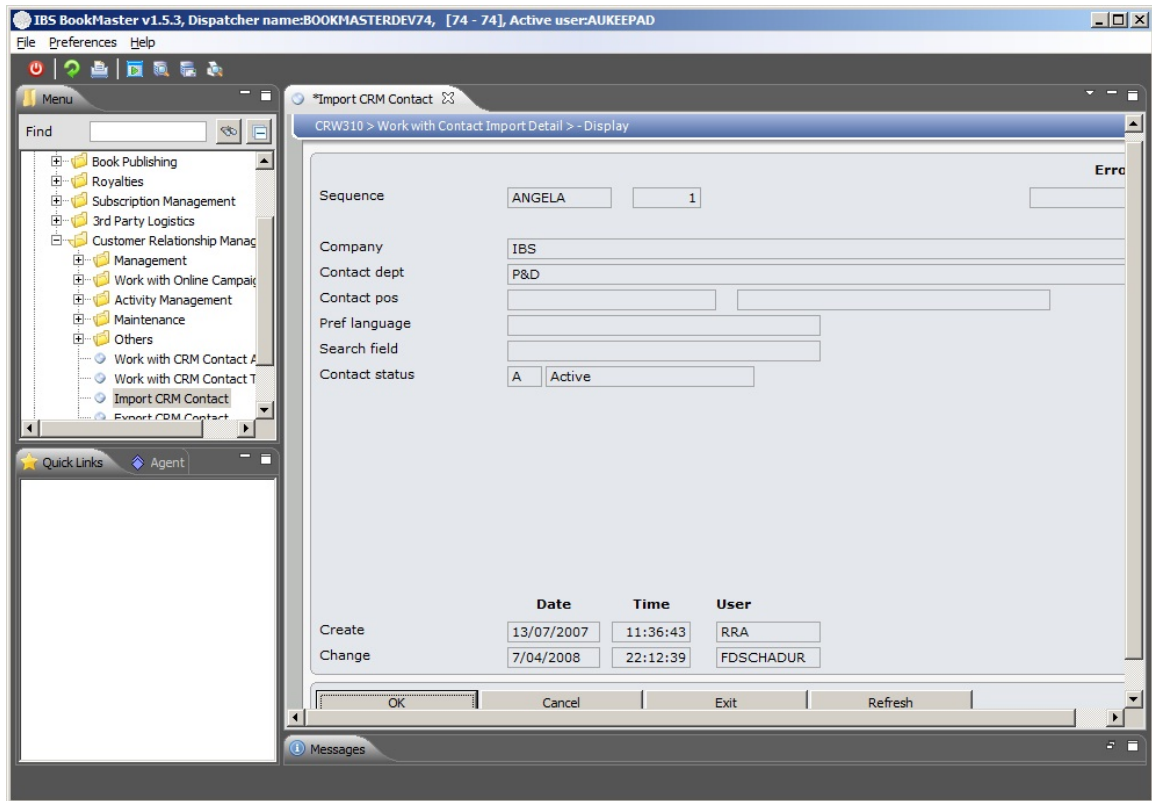 IBS BookMaster v1.5.3, Dispatcher name:BOOKMASTERDEV74, [74 - 74], Active user:AUKEEPAD
File Preferences Help
Menu
Find
Book Publishing
Royalties
Subscription Management
3rd Party Logistics
Customer Relationship Manag
Management
Work with Online Campaig
Activity Management
Maintenance
Others
Work with CRM Contact A
Work with CRM Contact T
Import CRM Contact
Export CRM Contact
Quick Links Agent
*Import CRM Contact
CRW310 > Work with Contact Import Detail > - Display
Erro
Sequence ANGELA 1
Company IBS
Contact dept P&D
Contact pos
Pref language
Search field
Contact status A Active
Date Time User
Create 13/07/2007 11:36:43 RRA
Change 7/04/2008 22:12:39 FDSCHADUR
OK Cancel Exit Refresh
Messages